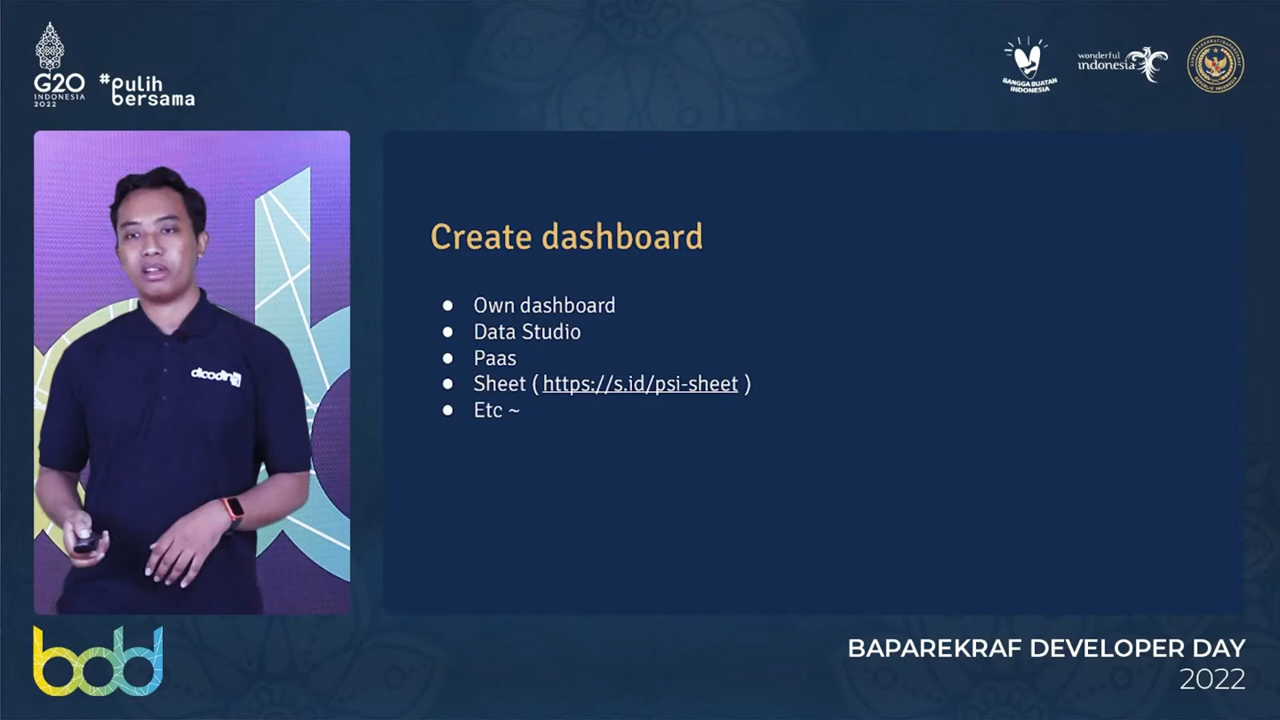 G20
INDONESIA
2022
#pulih
bersama
BANGGA BUATAN
INDONESIA
wonderful
indonesia
Create dashboard
● Own dashboard
● Data Studio
● Paas
● Sheet ( https://s.id/psi-sheet )
● Etc ~
dicoding
bdd
BAPAREKRAF DEVELOPER DAY
2022